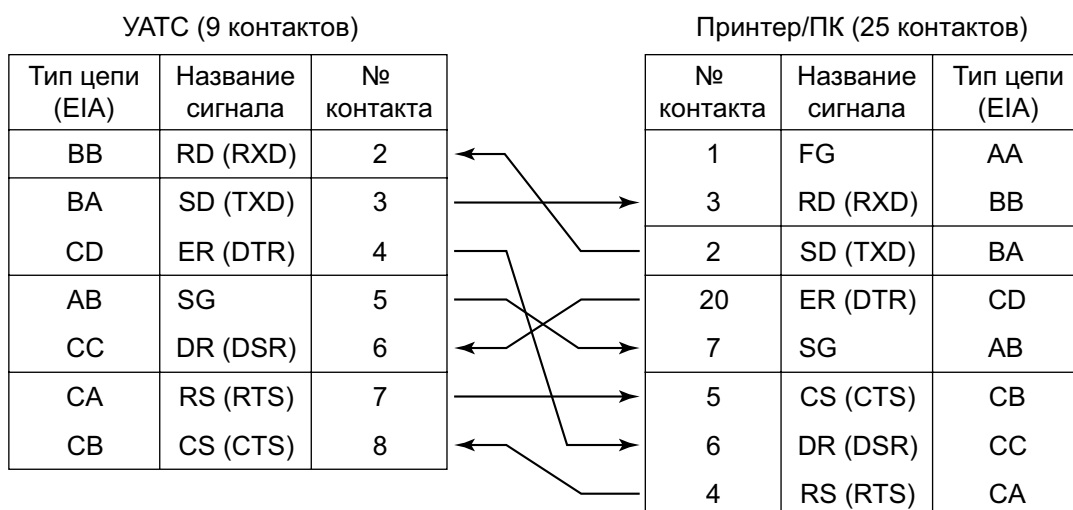 УАТС (9 контактов)
Тип цепи Название №
(EIA) сигнала контакта
BB RD (RXD) 2
BA SD (TXD) 3
CD ER (DTR) 4
AB SG 5
CC DR (DSR) 6
CA RS (RTS) 7
CB CS (CTS) 8
Принтер/ПК (25 контактов)
№ Название Тип цепи
контакта сигнала (EIA)
1 FG AA
3 RD (RXD) BB
2 SD (TXD) BA
20 ER (DTR) CD
7 SG AB
5 CS (CTS) CB
6 DR (DSR) CC
4 RS (RTS) CA